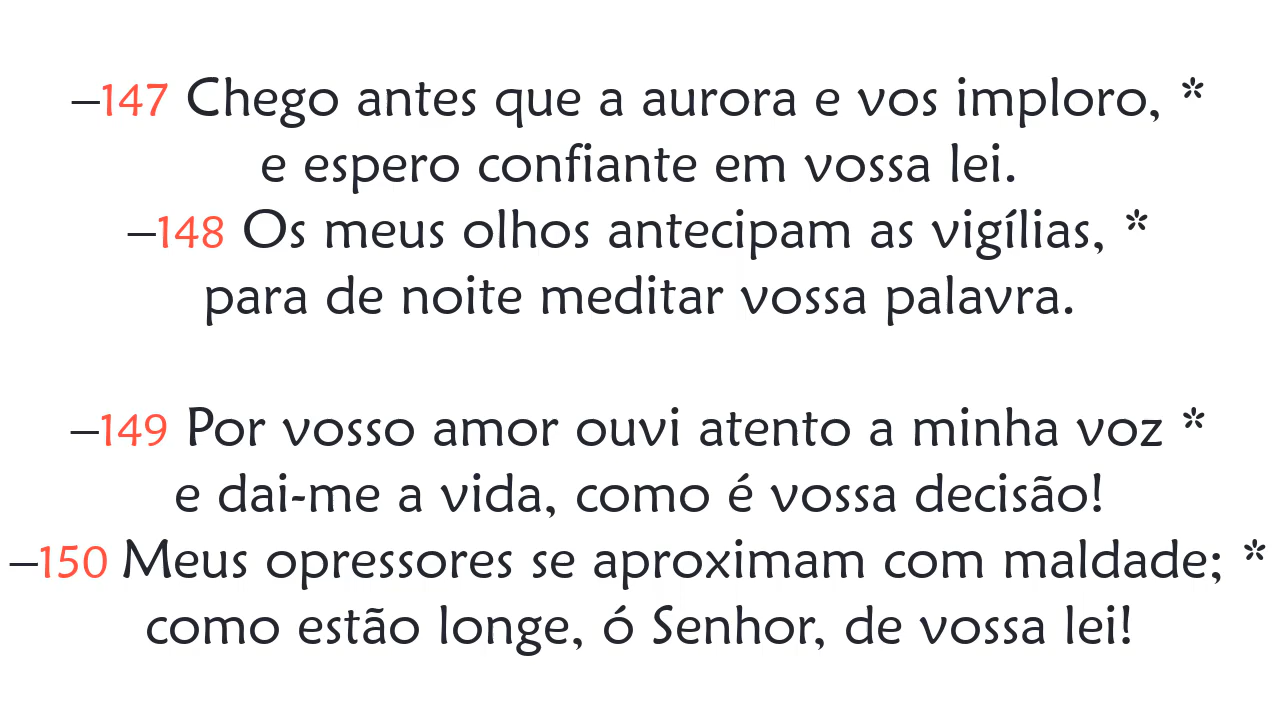 –147 Chego antes que a aurora e vos imploro, *
e espero confiante em vossa lei.
–148 Os meus olhos antecipam as vigílias, *
para de noite meditar vossa palavra.
–149 Por vosso amor ouvi atento a minha voz *
e dai-me a vida, como é vossa decisão!
–150 Meus opressores se aproximam com maldade; *
como estão longe, ó Senhor, de vossa lei!